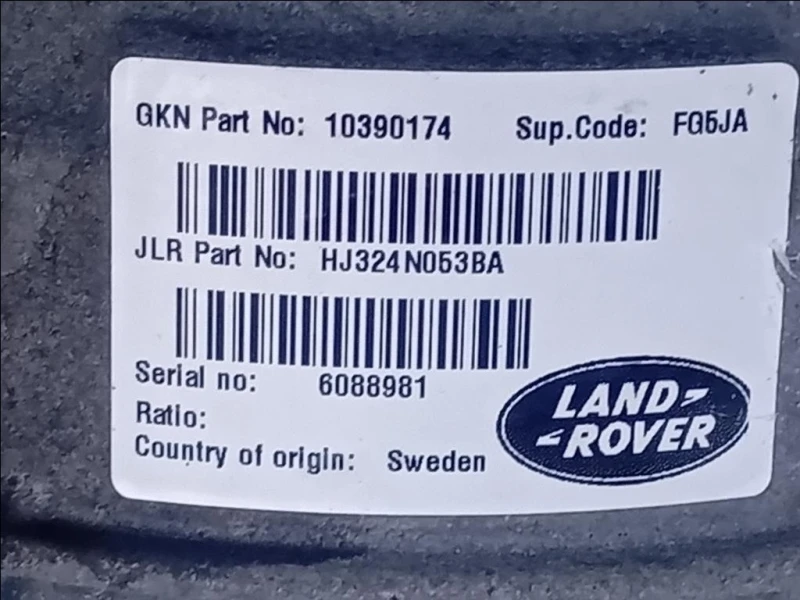 GKN Part No: 10390174 Sup.Code: FG5JA
JLR Part No: HJ324N053BA
Serial no: 6088981
Ratio:
Country of origin: Sweden
LAND
ROVER